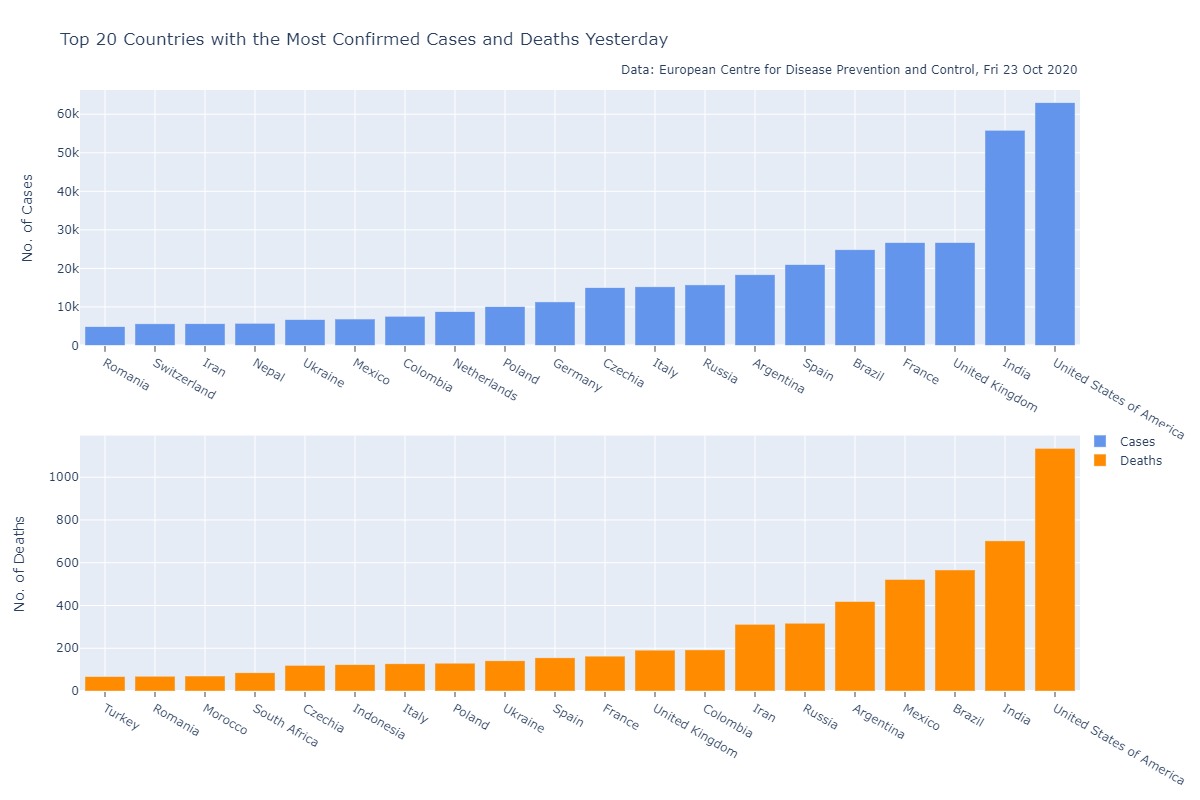 Top 20 Countries with the Most Confirmed Cases and Deaths Yesterday
Data: European Centre for Disease Prevention and Control, Fri 23 Oct 2020
No. of Cases
60k
50k
40k
30k
20k
10k
0
Romania
Switzerland
Iran
Nepal
Ukraine
Mexico
Colombia
Netherlands
Poland
Germany
Czechia
Italy
Russia
Argentina
Spain
Brazil
France
United Kingdom
India
United States of America
Cases
Deaths
No. of Deaths
1000
800
600
400
200
0
Turkey
Romania
Morocco
South Africa
Czechia
Indonesia
Italy
Poland
Ukraine
Spain
France
United Kingdom
Colombia
Iran
Russia
Argentina
Mexico
Brazil
India
United States of America